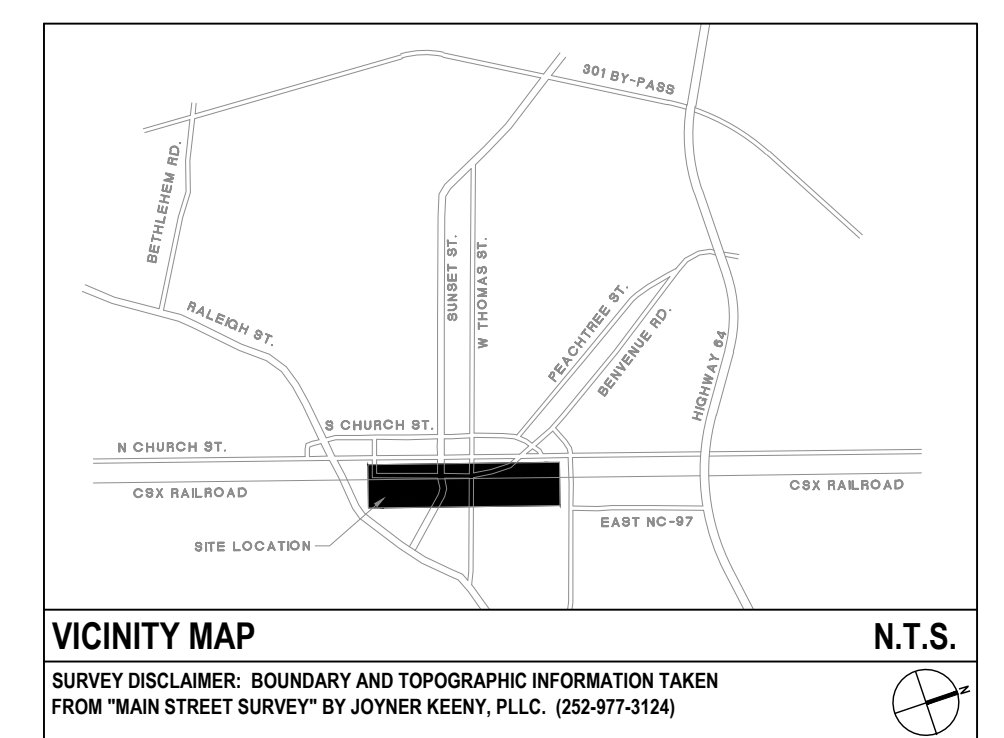 301 BY-PASS
BETHLEHEM RD.
RALEIGH ST.
SUNSET ST.
W THOMAS ST.
PEACHTREE ST.
BENVENUE RD.
HIGHWAY 64
S CHURCH ST.
N CHURCH ST.
CSX RAILROAD
CSX RAILROAD
EAST NC-97
SITE LOCATION
VICINITY MAP
N.T.S.
SURVEY DISCLAIMER: BOUNDARY AND TOPOGRAPHIC INFORMATION TAKEN
FROM "MAIN STREET SURVEY" BY JOYNER KEENY, PLLC. (252-977-3124)
N